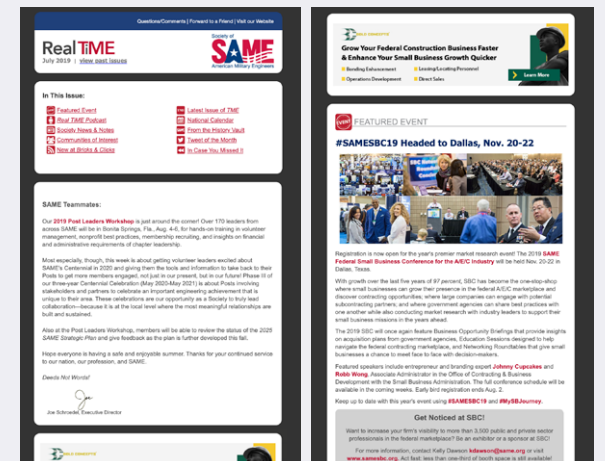 Questions/Comments | Forward to a Friend | Visit our Website
Real TiME
July 2019 | view past issues
Society of
SAME
American Military Engineers
In This Issue:
Featured Event
Real TiME Podcast
Society News & Notes
Communities of Interest
New at Bricks & Clicks
Latest Issue of TME
National Calendar
From the History Vault
Tweet of the Month
In Case You Missed It
SAME Teammates:
Our 2019 Post Leaders Workshop is just around the corner! Over 170 leaders from
across SAME will be in Bonita Springs, Fla., Aug. 4-6, for hands-on training in volunteer
management, nonprofit best practices, membership recruiting, and insights on financial
and administrative requirements of chapter leadership.
Most especially, though, this week is about getting volunteer leaders excited about
SAME's Centennial in 2020 and giving them the tools and information to take back to their
Posts to get more members engaged, not just in our present, but in our future! Phase III of
our three-year Centennial Celebration (May 2020-May 2021) is about Posts involving
stakeholders and partners to celebrate an important engineering achievement that is
unique to their area. These celebrations are our opportunity as a Society to truly lead
collaboration—because it is at the local level where the most meaningful relationships are
built and sustained.
Also at the Post Leaders Workshop, members will be able to review the status of the 2025
SAME Strategic Plan and give feedback as the plan is further developed this fall.
Hope everyone is having a safe and enjoyable summer. Thanks for your continued service
to our nation, our profession, and SAME.
Deeds Not Words!
Joe Schroedel, Executive Director
Grow Your Federal Construction Business Faster
& Enhance Your Small Business Growth Quicker
Bonding Enhancement
Leasing/Locating Personnel
Operations Development
Direct Sales
Learn More
EVENT
FEATURED EVENT
#SAMESBC19 Headed to Dallas, Nov. 20-22
Registration is now open for the year's premier market research event! The 2019 SAME
Federal Small Business Conference for the A/E/C Industry will be held Nov. 20-22 in
Dallas, Texas.
With growth over the last five years of 97 percent, SBC has become the one-stop-shop
where small businesses can grow their presence in the federal A/E/C marketplace and
discover contracting opportunities; where large companies can engage with potential
subcontracting partners; and where government agencies can share best practices with
one another while also conducting market research with industry leaders to support their
small business missions in the years ahead.
The 2019 SBC will once again feature Business Opportunity Briefings that provide insights
on acquisition plans from government agencies, Education Sessions designed to help
navigate the federal contracting marketplace, and Networking Roundtables that give small
businesses a chance to meet face to face with decision-makers.
Featured speakers include entrepreneur and branding expert Johnny Cupcakes and
Robb Wong, Associate Administrator in the Office of Contracting & Business
Development with the Small Business Administration. The full conference schedule will be
available in the coming weeks. Early bird registration ends Aug. 2.
Keep up to date with this year's event using #SAMESBC19 and #MySBJourney.
Get Noticed at SBC!
Want to increase your firm's visibility to more than 3,500 public and private sector
professionals in the federal marketplace? Be an exhibitor or a sponsor at SBC!
For more information, contact Kelly Dawson kdawson@same.org or visit
www.samesbc.org. Act fast: less than one-third of booth space is still available!